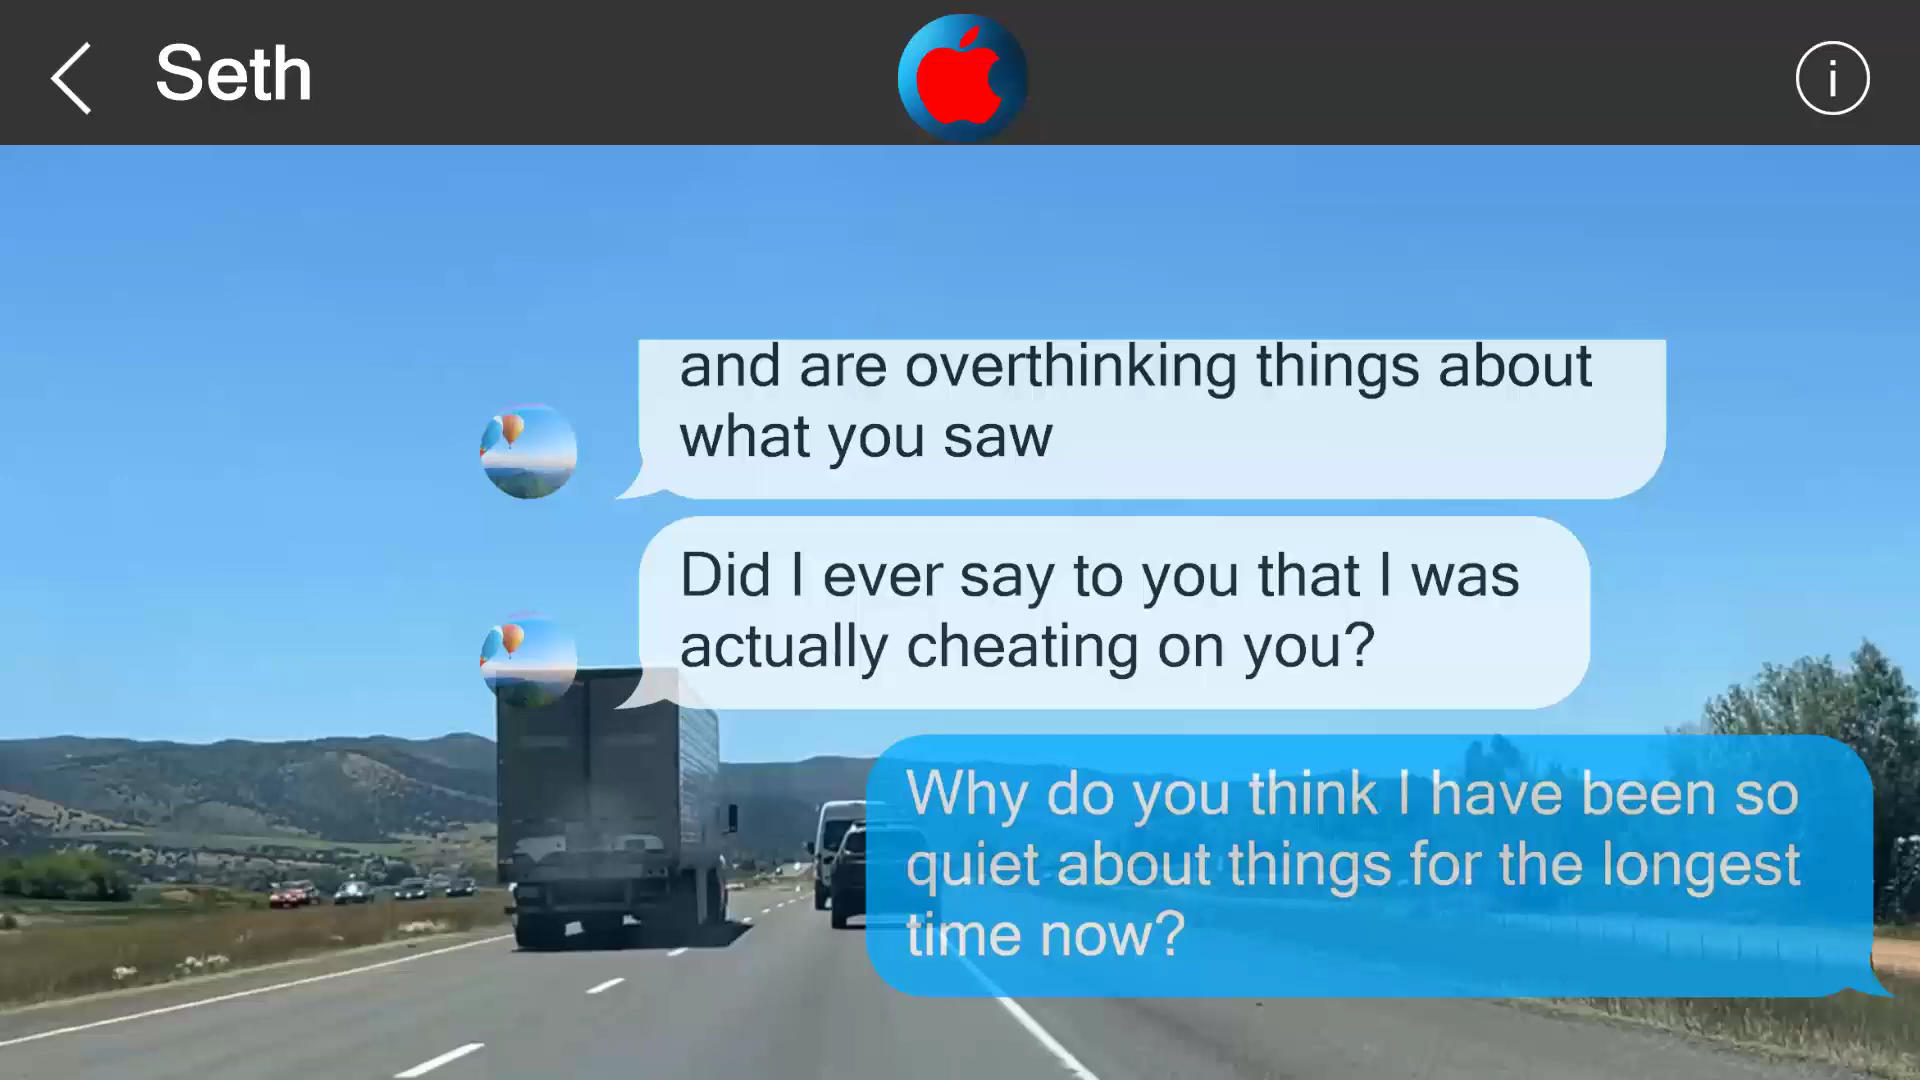 Seth
i
and are overthinking things about
what you saw
Did I ever say to you that I was
actually cheating on you?
Why do you think I have been so
quiet about things for the longest
time now?